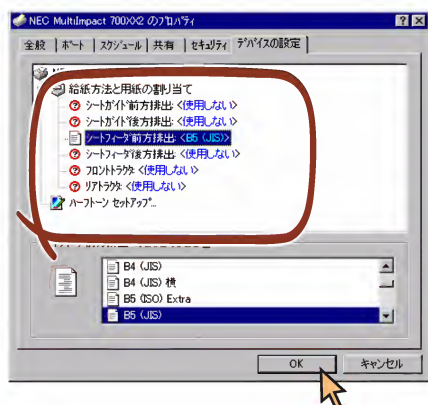 NEC MultiImpact 700XX2 のﾌﾟﾛﾊﾟﾃｨ
全般
ﾎﾟｰﾄ
ｽｹｼﾞｭｰﾙ
共有
ｾｷｭﾘﾃｨ
ﾃﾞﾊﾞｲｽの設定
給紙方法と用紙の割り当て
ｼｰﾄｶﾞｲﾄﾞ前方排出: <使用しない>
ｼｰﾄｶﾞｲﾄﾞ後方排出: <使用しない>
ｼｰﾄﾌｨｰﾀﾞ前方排出: <B5 (JIS)>
ｼｰﾄﾌｨｰﾀﾞ後方排出: <使用しない>
ﾌﾛﾝﾄﾄﾗｸﾀ: <使用しない>
ﾘｱﾄﾗｸﾀ: <使用しない>
ﾊｰﾌﾄｰﾝ ｾｯﾄｱｯﾌﾟ...
B4 (JIS)
B4 (JIS) 横
B5 (ISO) Extra
B5 (JIS)
OK
キャンセル